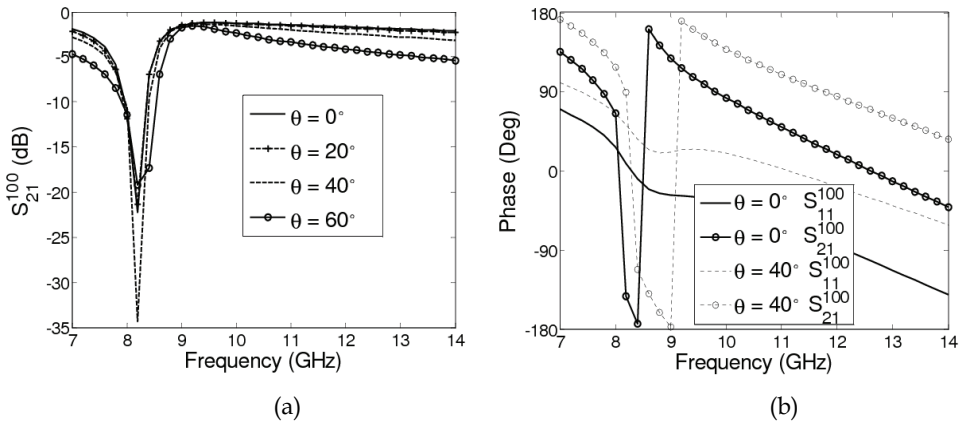 0
-5
-10
-15
-20
-25
-30
-35
7 8 9 10 11 12 13 14
S₂₁¹⁰⁰ (dB)
Frequency (GHz)
θ = 0°
θ = 20°
θ = 40°
θ = 60°
(a)
180
90
0
-90
-180
7 8 9 10 11 12 13 14
Phase (Deg)
Frequency (GHz)
θ = 0° S₁₁¹⁰⁰
θ = 0° S₂₁¹⁰⁰
θ = 40° S₁₁¹⁰⁰
θ = 40° S₂₁¹⁰⁰
(b)